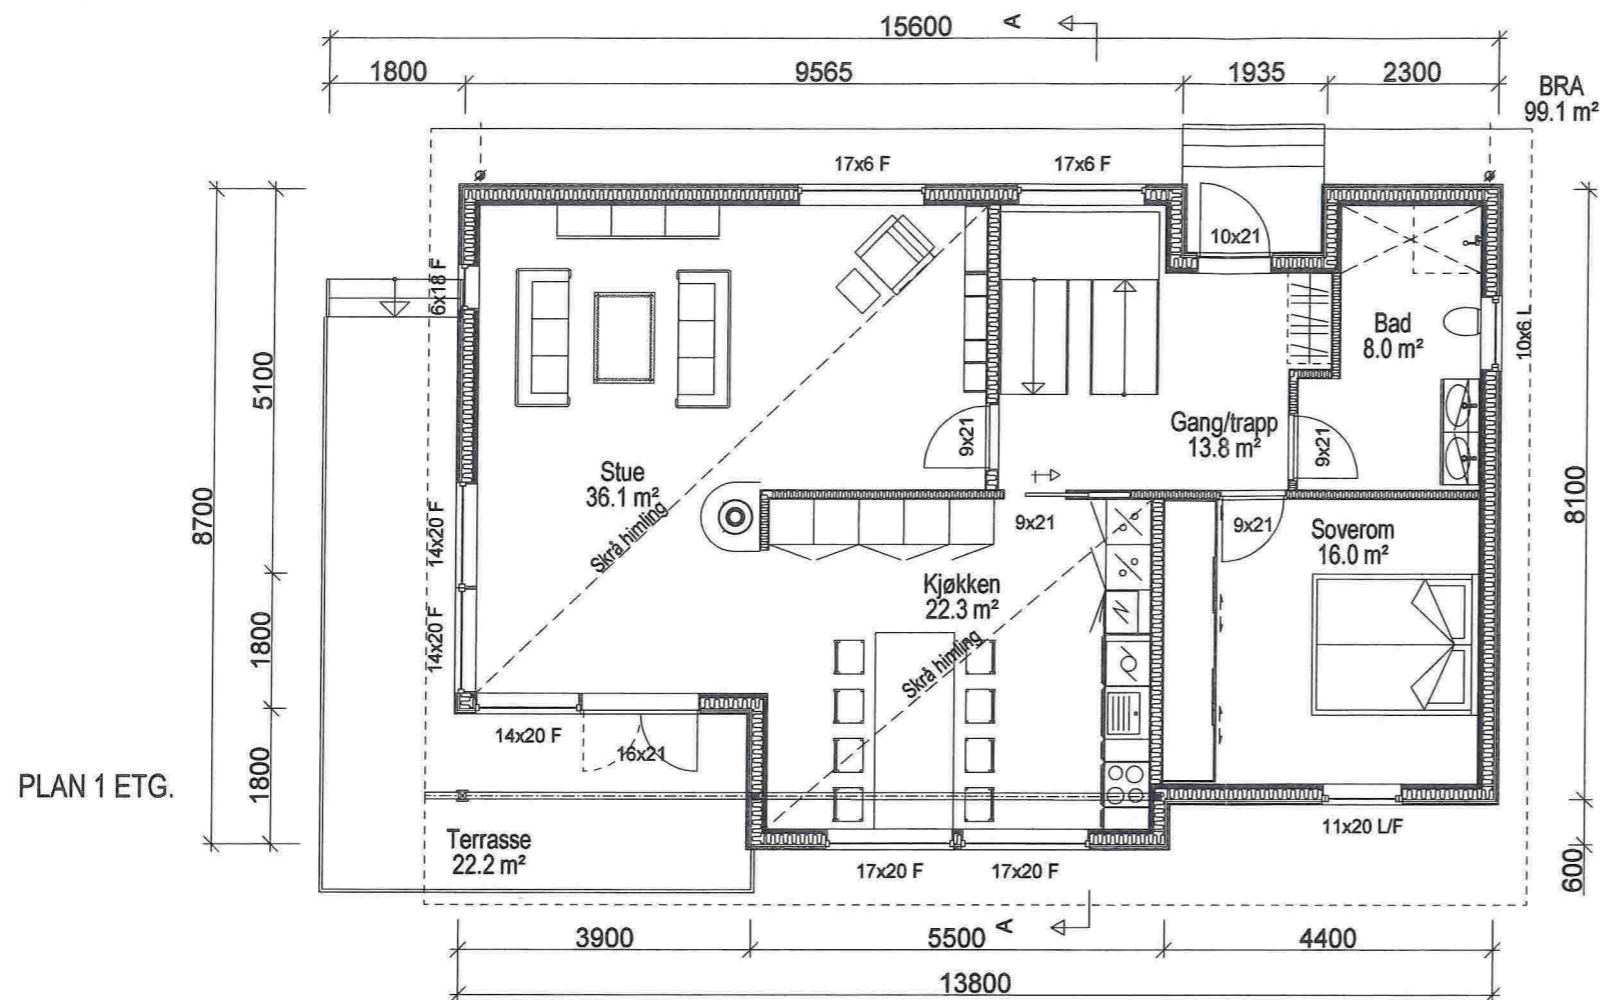 15600
A
1800
9565
1935
2300
BRA
99.1 m²
17x6 F
17x6 F
10x21
6x18 F
Bad
8.0 m²
10x6 L
5100
Gang/trapp
13.8 m²
9x21
9x21
Stue
36.1 m²
8700
8100
14x20 F
Skrå himling
9x21
9x21
Soverom
16.0 m²
Kjøkken
22.3 m²
1800
14x20 F
Skrå himling
14x20 F
16x21
PLAN 1 ETG.
1800
Terrasse
22.2 m²
11x20 L/F
17x20 F
17x20 F
600
A
3900
5500
4400
13800